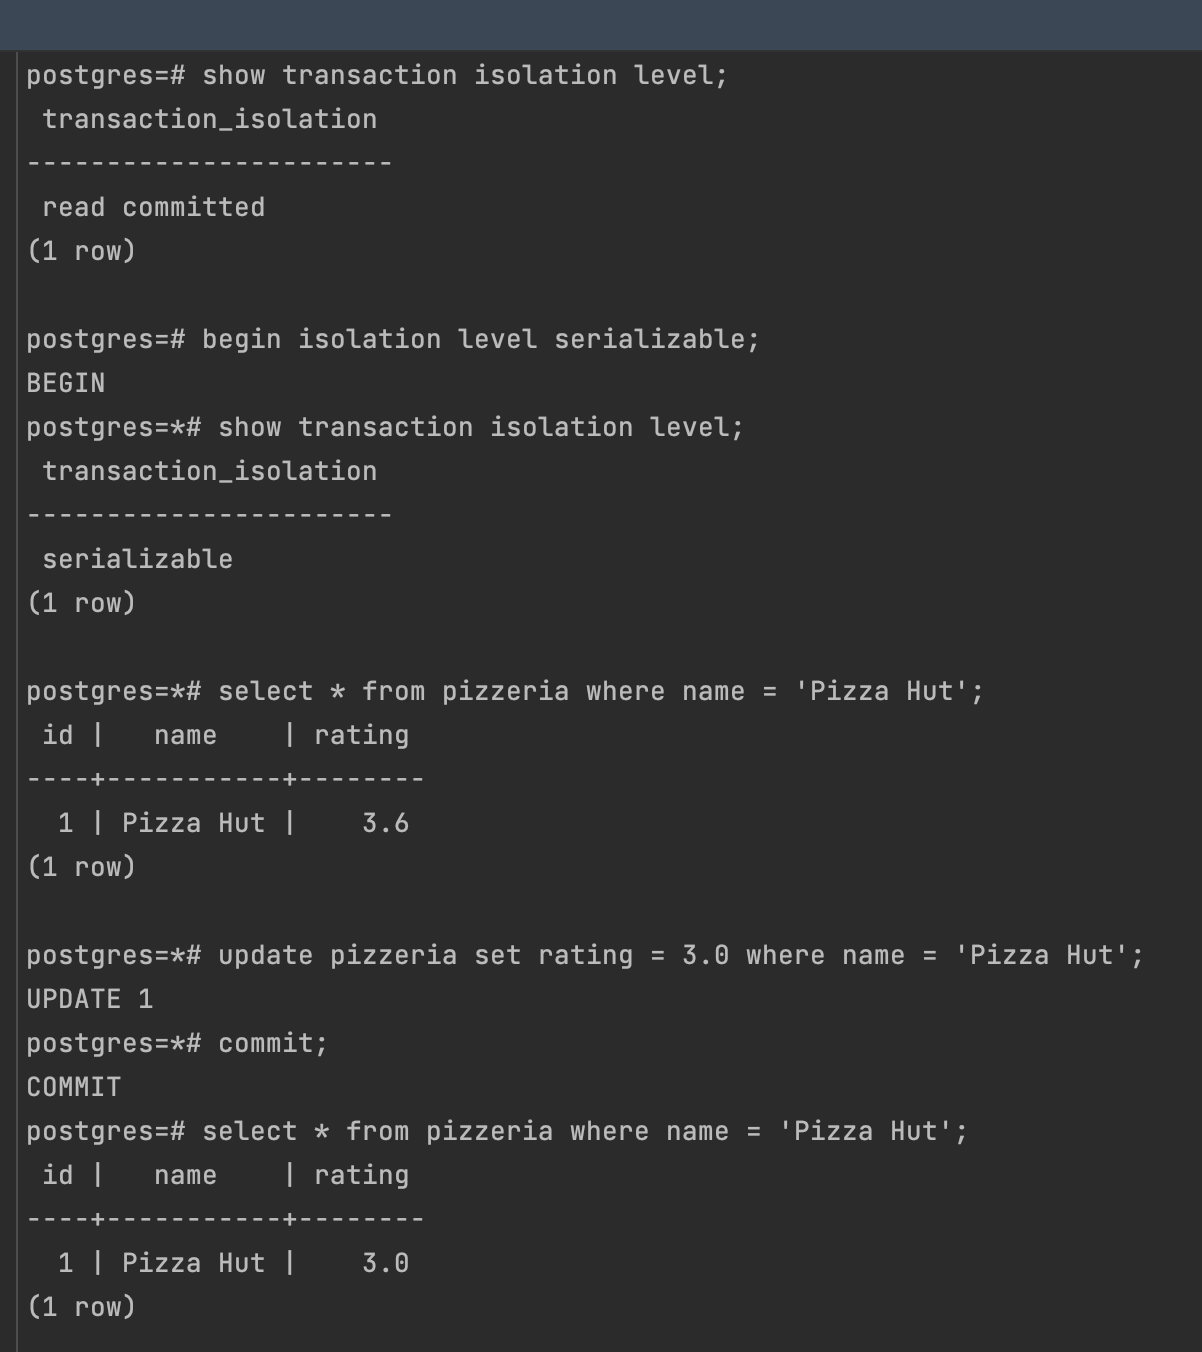 postgres=# show transaction isolation level;
 transaction_isolation
-----------------------
 read committed
(1 row)

postgres=# begin isolation level serializable;
BEGIN
postgres=*# show transaction isolation level;
 transaction_isolation
-----------------------
 serializable
(1 row)

postgres=*# select * from pizzeria where name = 'Pizza Hut';
 id |   name    | rating
----+-----------+--------
  1 | Pizza Hut |    3.6
(1 row)

postgres=*# update pizzeria set rating = 3.0 where name = 'Pizza Hut';
UPDATE 1
postgres=*# commit;
COMMIT
postgres=# select * from pizzeria where name = 'Pizza Hut';
 id |   name    | rating
----+-----------+--------
  1 | Pizza Hut |    3.0
(1 row)